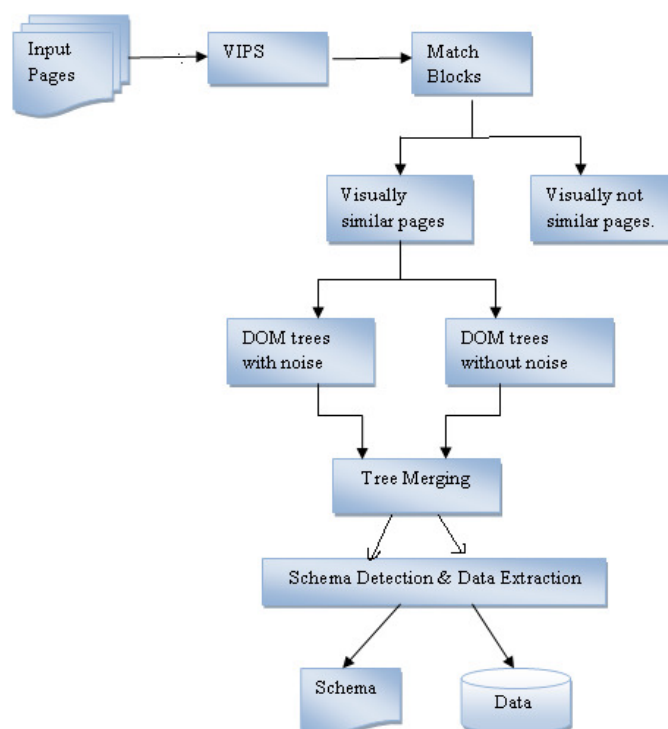 Input
Pages
VIPS
Match
Blocks
Visually
similar pages
Visually not
similar pages.
DOM trees
with noise
DOM trees
without noise
Tree Merging
Schema Detection & Data Extraction
Schema
Data